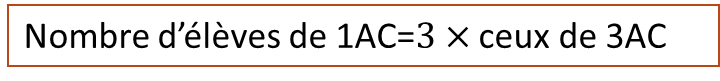 Nombre d’élèves de 1AC=3 × ceux de 3AC